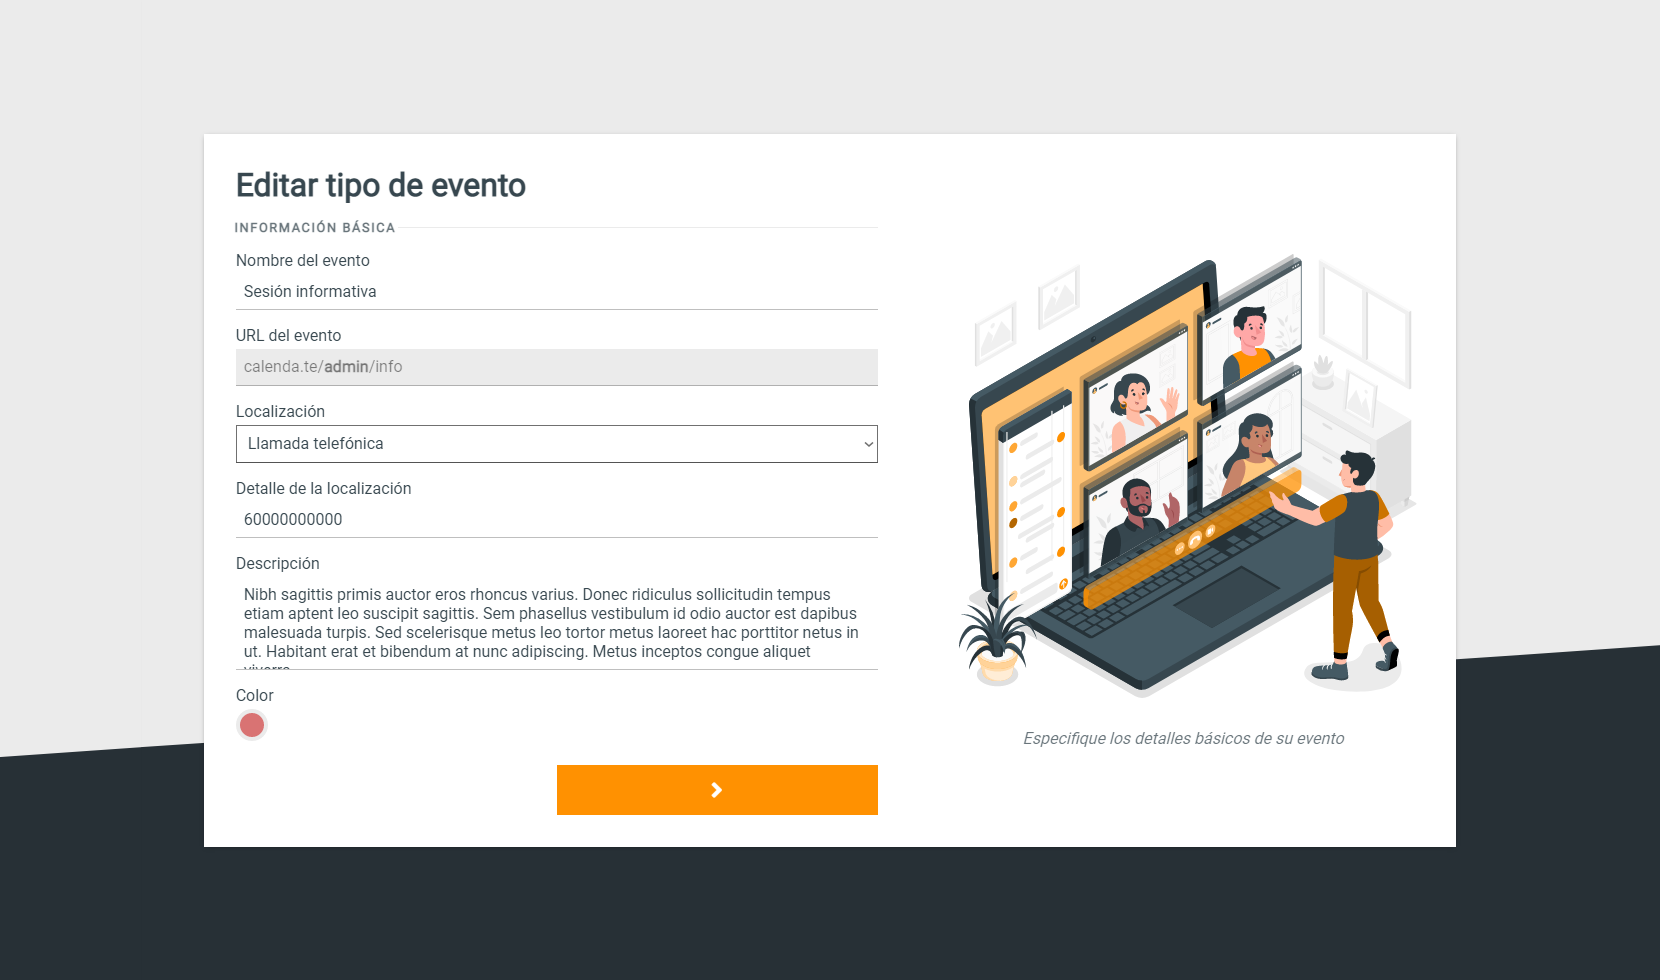 Editar tipo de evento
INFORMACIÓN BÁSICA
Nombre del evento
Sesión informativa
URL del evento
calenda.te/admin/info
Localización
Llamada telefónica
Detalle de la localización
60000000000
Descripción
Nibh sagittis primis auctor eros rhoncus varius. Donec ridiculus sollicitudin tempus
etiam aptent leo suscipit sagittis. Sem phasellus vestibulum id odio auctor est dapibus
malesuada turpis. Sed scelerisque metus leo tortor metus laoreet hac porttitor netus in
ut. Habitant erat et bibendum at nunc adipiscing. Metus inceptos congue aliquet
Color
Especifique los detalles básicos de su evento